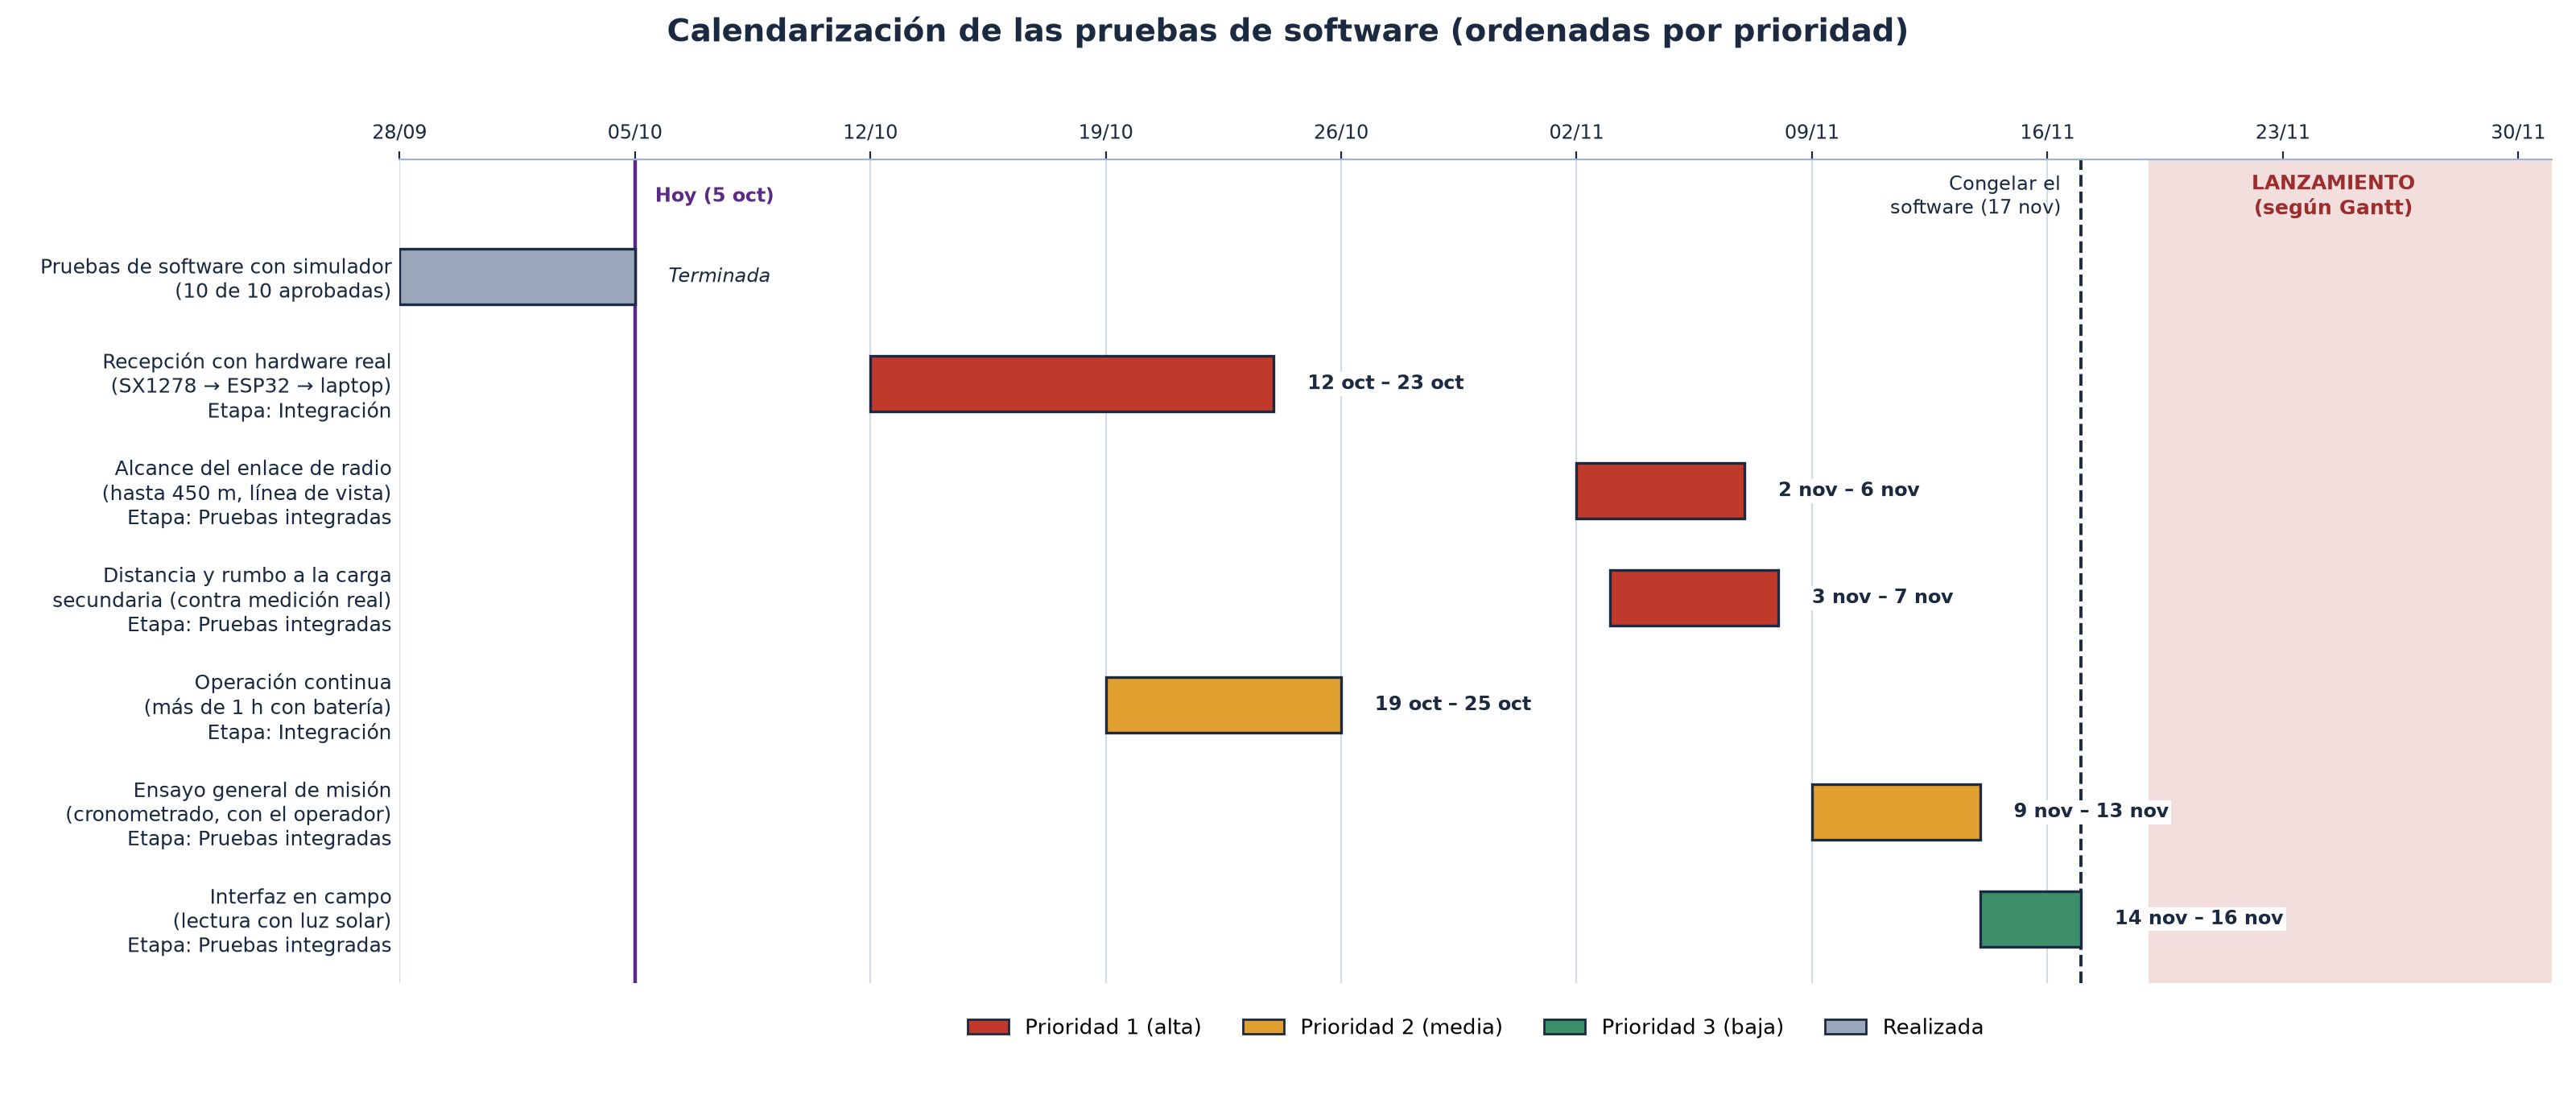 Calendarización de las pruebas de software (ordenadas por prioridad)
28/09 05/10 12/10 19/10 26/10 02/11 09/11 16/11 23/11 30/11
Hoy (5 oct)
Congelar el
software (17 nov)
LANZAMIENTO
(según Gantt)
Pruebas de software con simulador
(10 de 10 aprobadas)
Terminada
Recepción con hardware real
(SX1278 → ESP32 → laptop)
Etapa: Integración
12 oct – 23 oct
Alcance del enlace de radio
(hasta 450 m, línea de vista)
Etapa: Pruebas integradas
2 nov – 6 nov
Distancia y rumbo a la carga
secundaria (contra medición real)
Etapa: Pruebas integradas
3 nov – 7 nov
Operación continua
(más de 1 h con batería)
Etapa: Integración
19 oct – 25 oct
Ensayo general de misión
(cronometrado, con el operador)
Etapa: Pruebas integradas
9 nov – 13 nov
Interfaz en campo
(lectura con luz solar)
Etapa: Pruebas integradas
14 nov – 16 nov
Prioridad 1 (alta) Prioridad 2 (media) Prioridad 3 (baja) Realizada